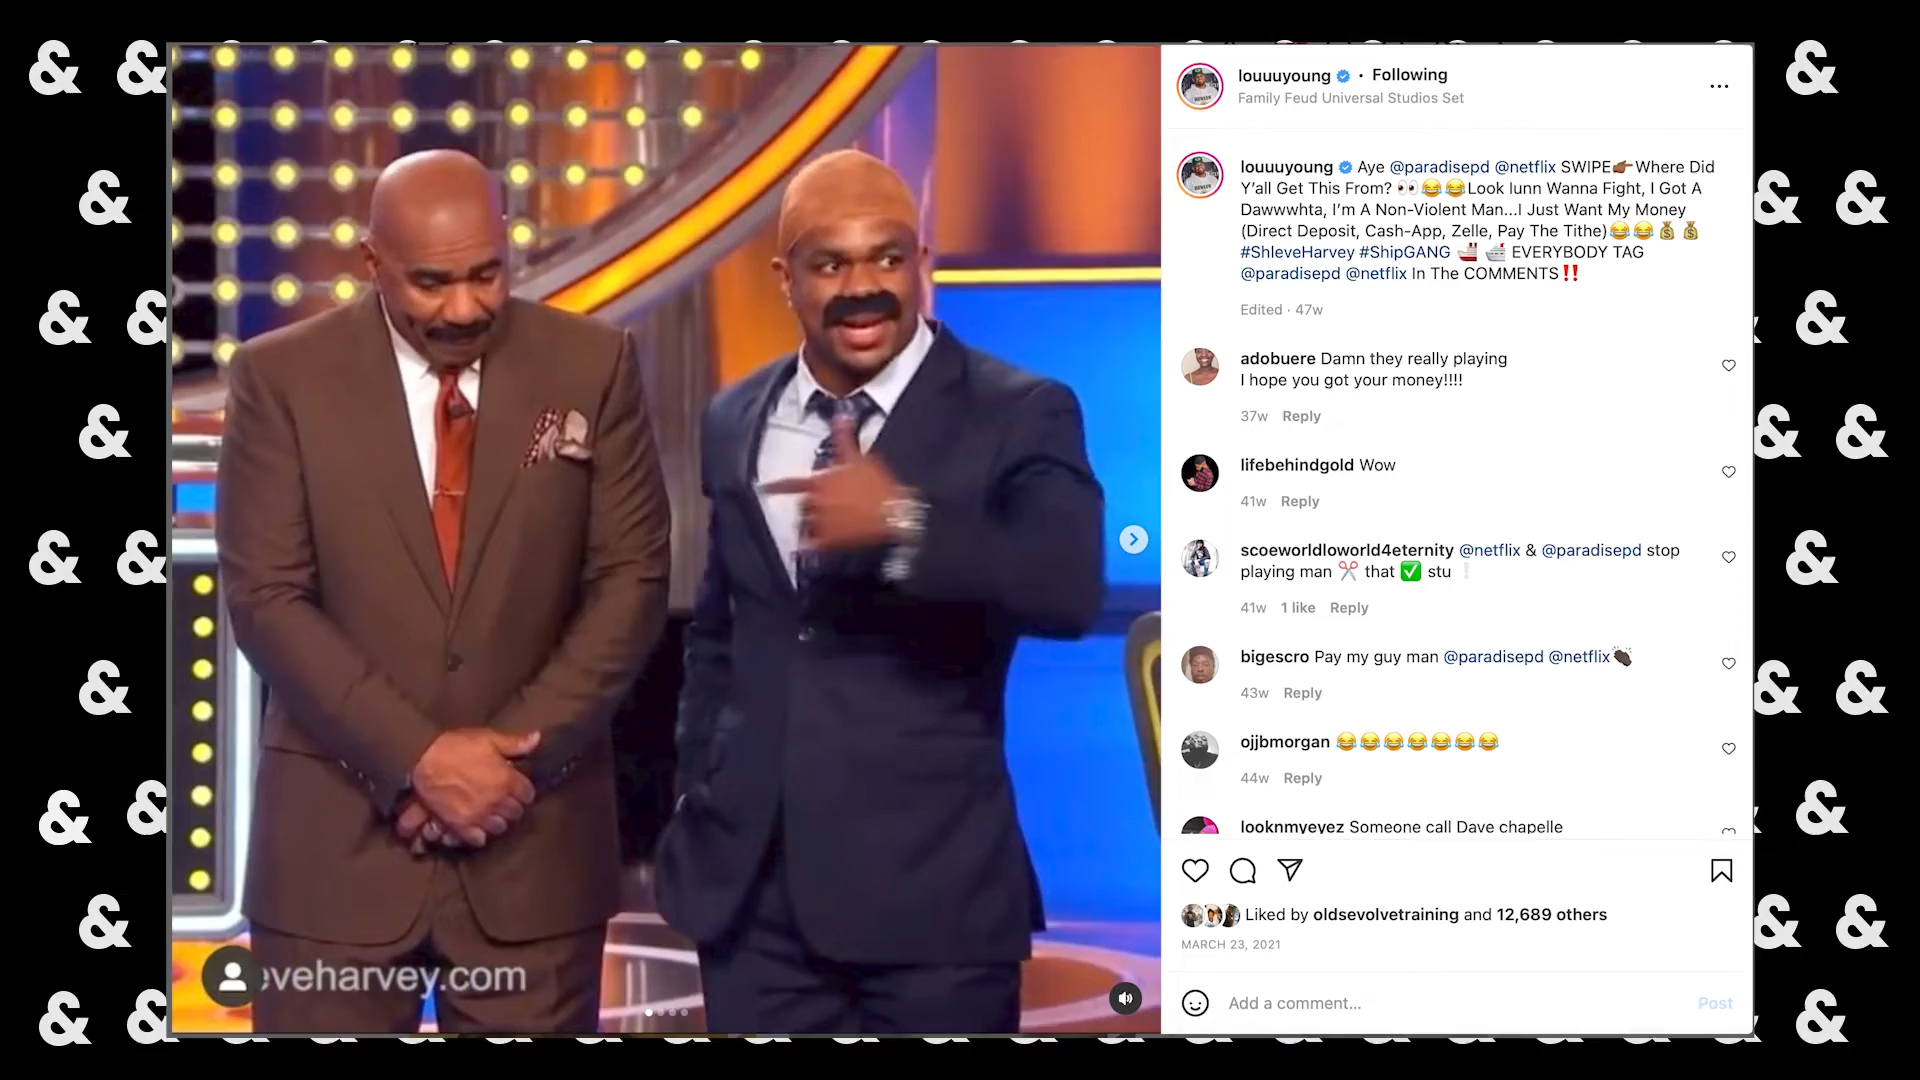 louuuyoung • Following
Family Feud Universal Studios Set
louuuyoung Aye @paradisepd @netflix SWIPE👉🏾Where Did
Y'all Get This From? 👀😂😂Look Iunn Wanna Fight, I Got A
Dawwwhta, I'm A Non-Violent Man...I Just Want My Money
(Direct Deposit, Cash-App, Zelle, Pay The Tithe)😂😂💰💰
#ShleveHarvey #ShipGANG 🚢🛥 EVERYBODY TAG
@paradisepd @netflix In The COMMENTS‼️
Edited · 47w
adobuere Damn they really playing
I hope you got your money!!!!
37w Reply
lifebehindgold Wow
41w Reply
scoeworldloworld4eternity @netflix & @paradisepd stop
playing man ✂️ that ✅ stu ❕
41w 1 like Reply
bigescro Pay my guy man @paradisepd @netflix👏🏿
43w Reply
ojjbmorgan 😂😂😂😂😂😂😂
44w Reply
looknmyeyez Someone call Dave chapelle
Liked by oldsevolvetraining and 12,689 others
MARCH 23, 2021
Add a comment...
Post
eveharvey.com